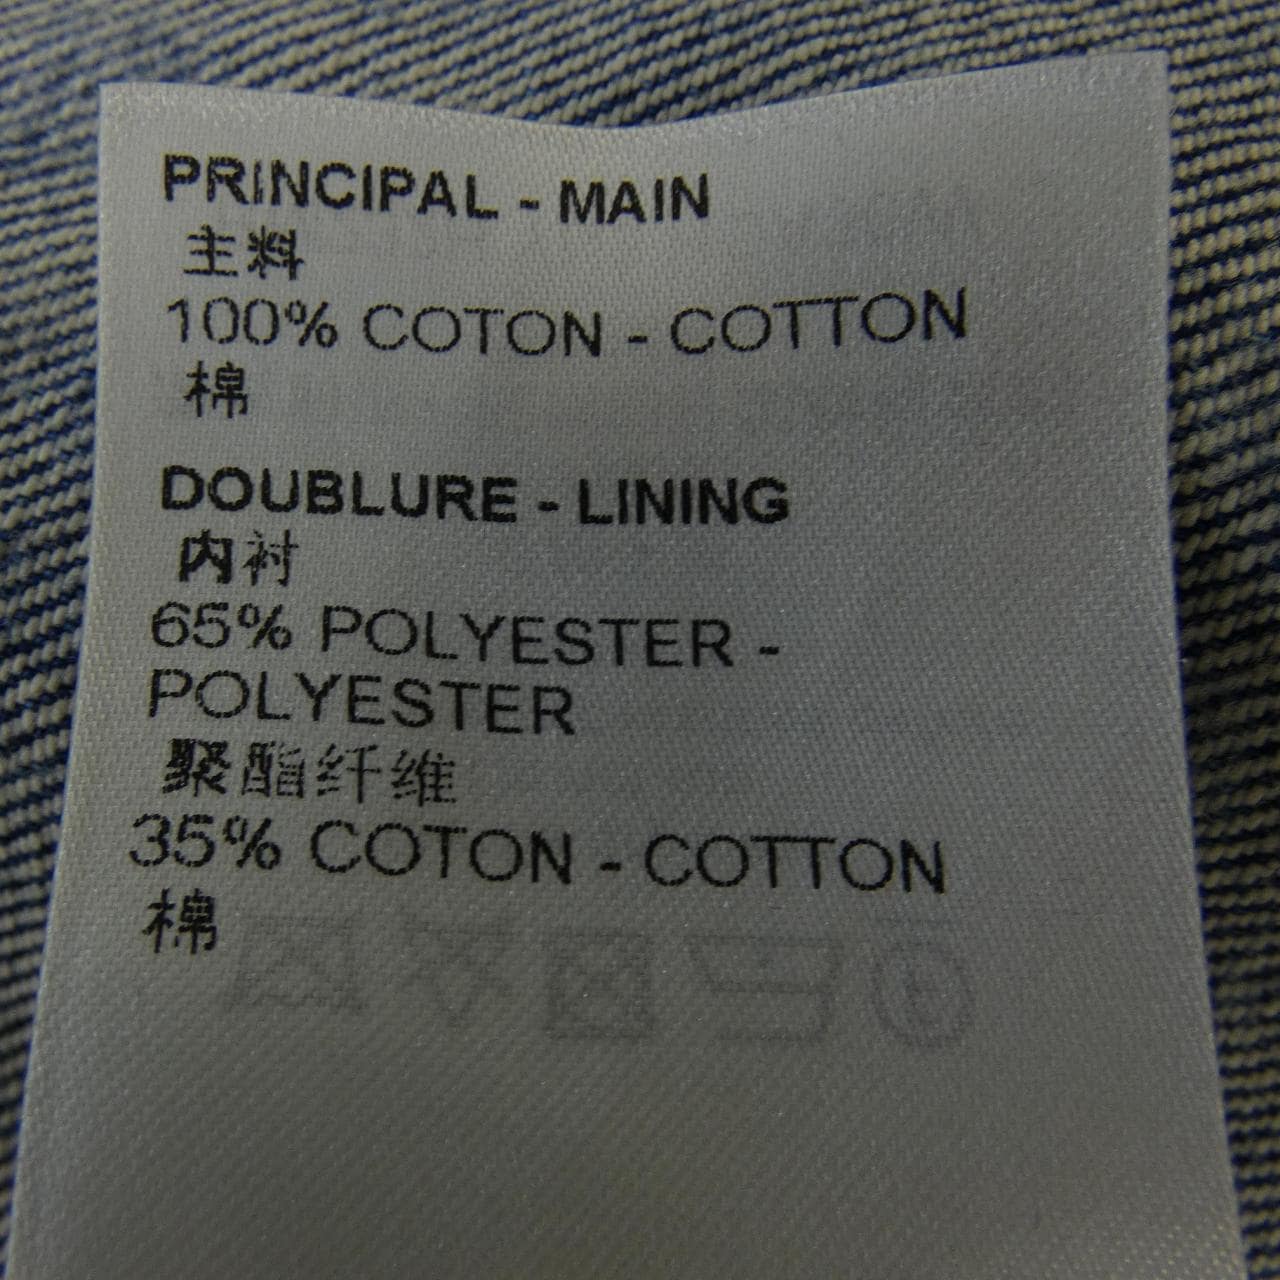 PRINCIPAL - MAIN
主料
100% COTON - COTTON
棉
DOUBLURE - LINING
内衬
65% POLYESTER -
POLYESTER
聚酯纤维
35% COTON - COTTON
棉